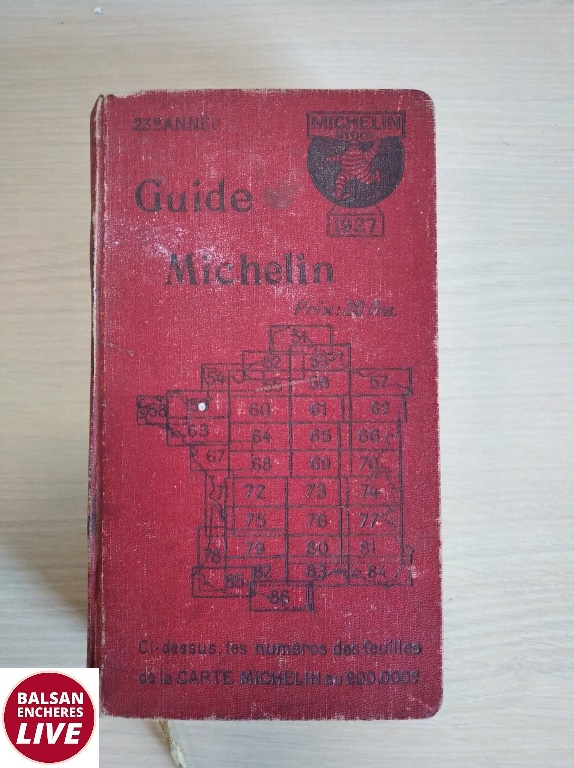 23e ANNÉE
MICHELIN
GUIDE
1927
Guide
Michelin
Prix: 20 frs.
51
52 53
54 55 56 57
58 59 60 61 62
63 64 65 66
67 68 69 70
71 72 73 74
75 76 77
78 79 80 81
82 83 84
85
86
Ci-dessus, les numéros des feuilles
de la CARTE MICHELIN au 200.000e
BALSAN
ENCHERES
LIVE